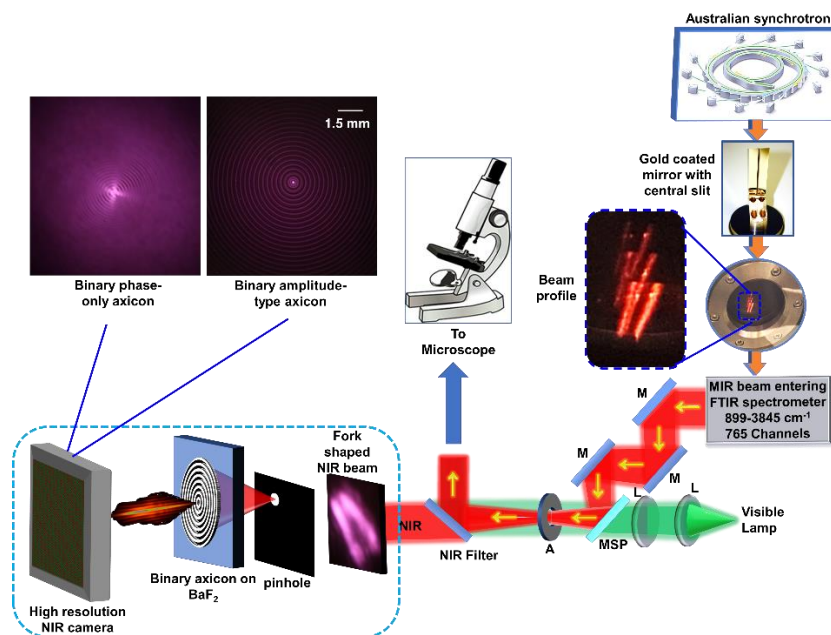 Australian synchrotron
1.5 mm
Gold coated
mirror with
central slit
Binary phase-
only axicon
Binary amplitude-
type axicon
Beam
profile
To
Microscope
MIR beam entering
FTIR spectrometer
899-3845 cm-1
765 Channels
M
M
M
Fork
shaped
NIR beam
L
L
NIR
Visible
Lamp
A
MSP
NIR Filter
Binary axicon on
BaF2
pinhole
High resolution
NIR camera